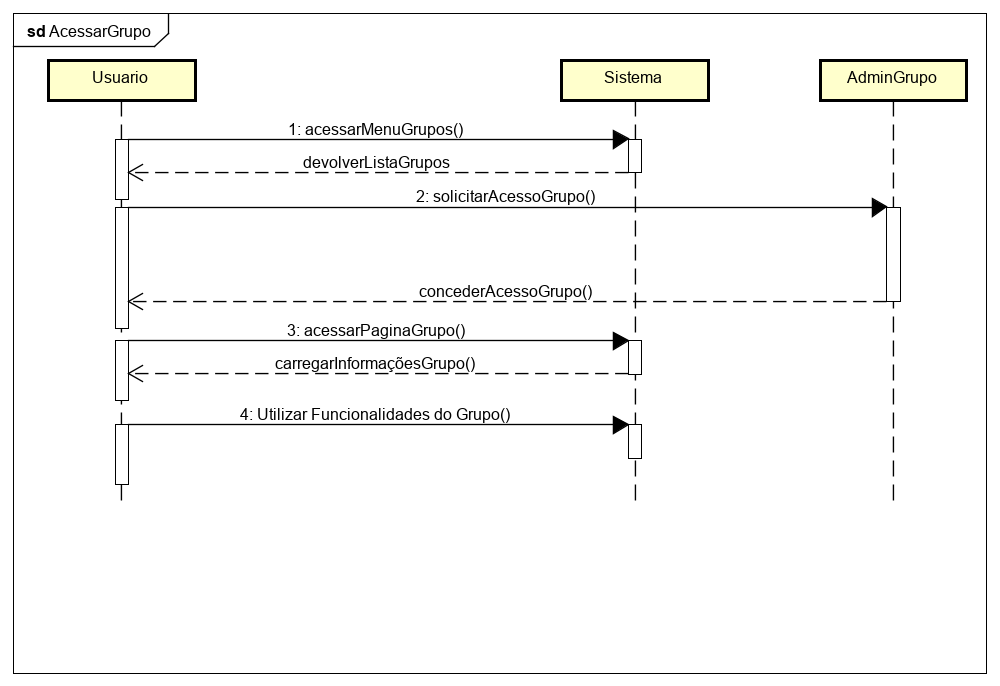 sd AcessarGrupo
Usuario
Sistema
AdminGrupo
1: acessarMenuGrupos()
devolverListaGrupos
2: solicitarAcessoGrupo()
concederAcessoGrupo()
3: acessarPaginaGrupo()
carregarInformaçõesGrupo()
4: Utilizar Funcionalidades do Grupo()